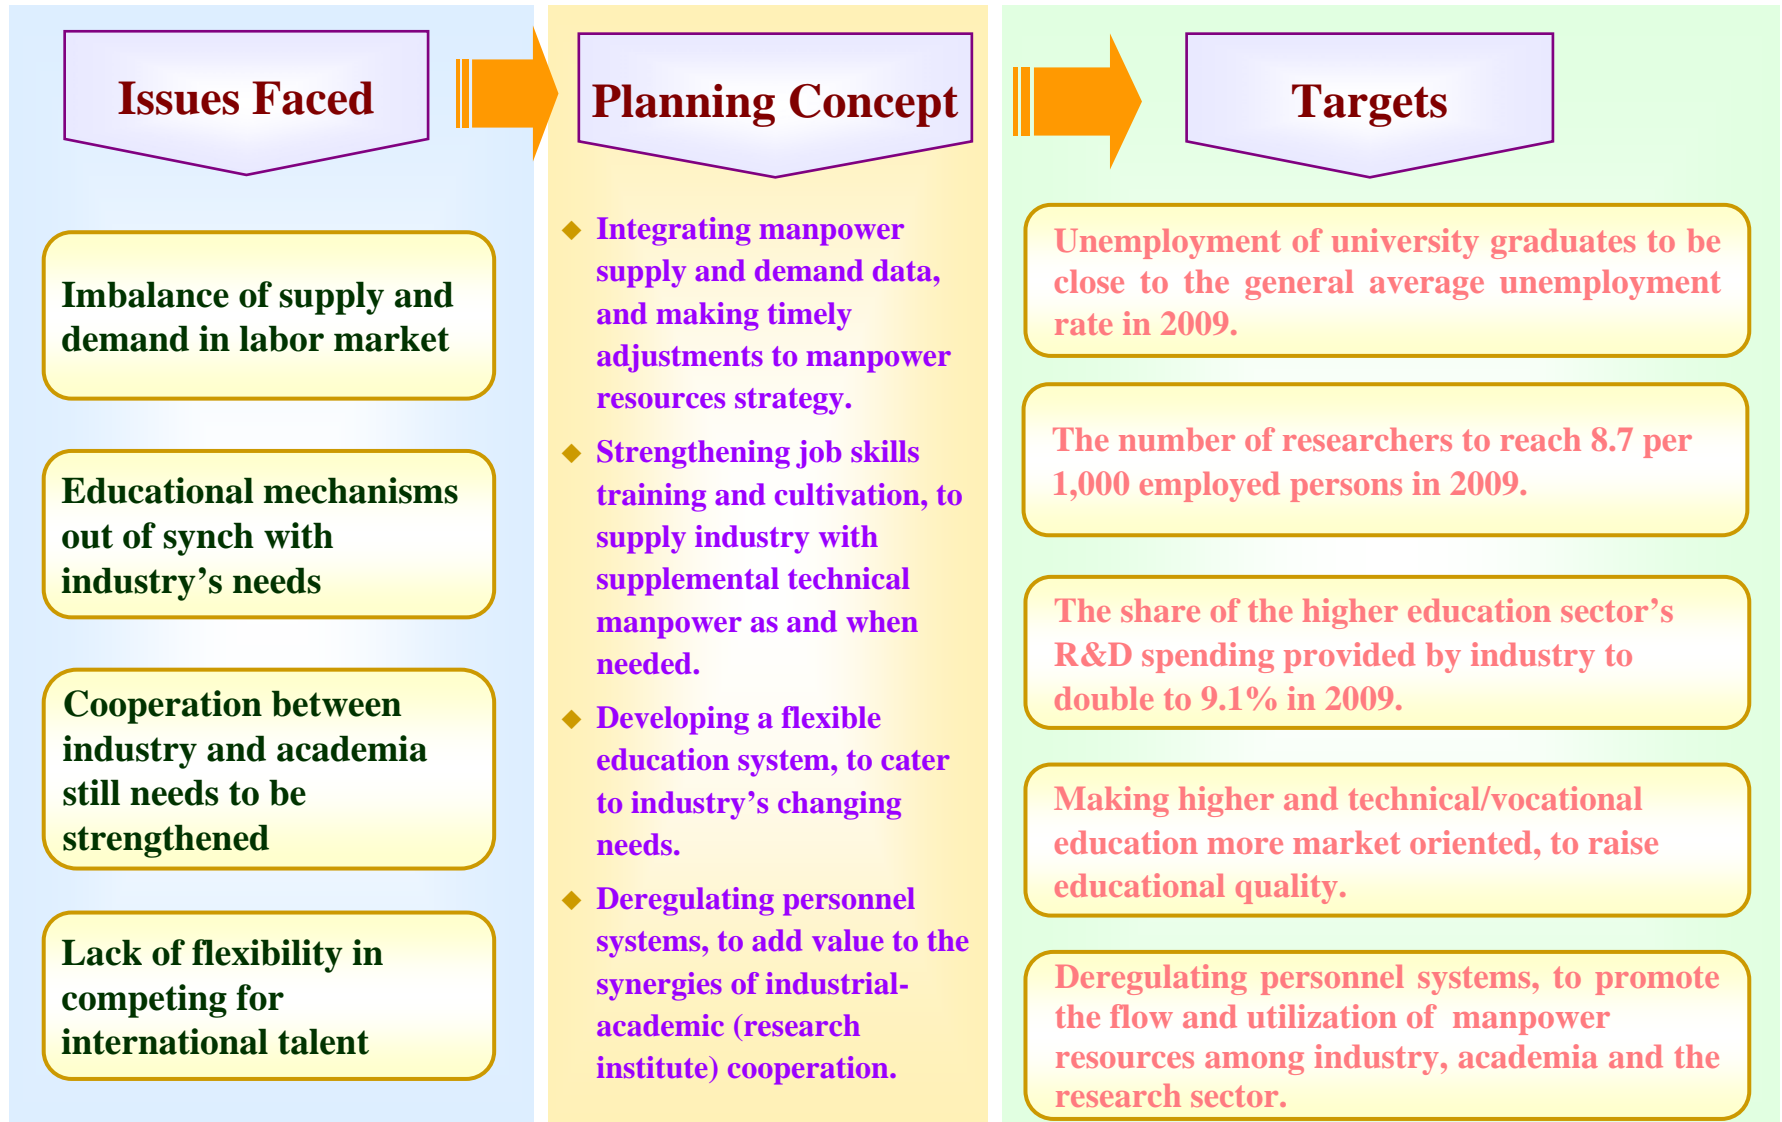 Issues Faced
Imbalance of supply and
demand in labor market
Educational mechanisms
out of synch with
industry’s needs
Cooperation between
industry and academia
still needs to be
strengthened
Lack of flexibility in
competing for
international talent
Planning Concept
Integrating manpower
supply and demand data,
and making timely
adjustments to manpower
resources strategy.
Strengthening job skills
training and cultivation, to
supply industry with
supplemental technical
manpower as and when
needed.
Developing a flexible
education system, to cater
to industry’s changing
needs.
Deregulating personnel
systems, to add value to the
synergies of industrial-
academic (research
institute) cooperation.
Targets
Unemployment of university graduates to be
close to the general average unemployment
rate in 2009.
The number of researchers to reach 8.7 per
1,000 employed persons in 2009.
The share of the higher education sector’s
R&D spending provided by industry to
double to 9.1% in 2009.
Making higher and technical/vocational
education more market oriented, to raise
educational quality.
Deregulating personnel systems, to promote
the flow and utilization of manpower
resources among industry, academia and the
research sector.